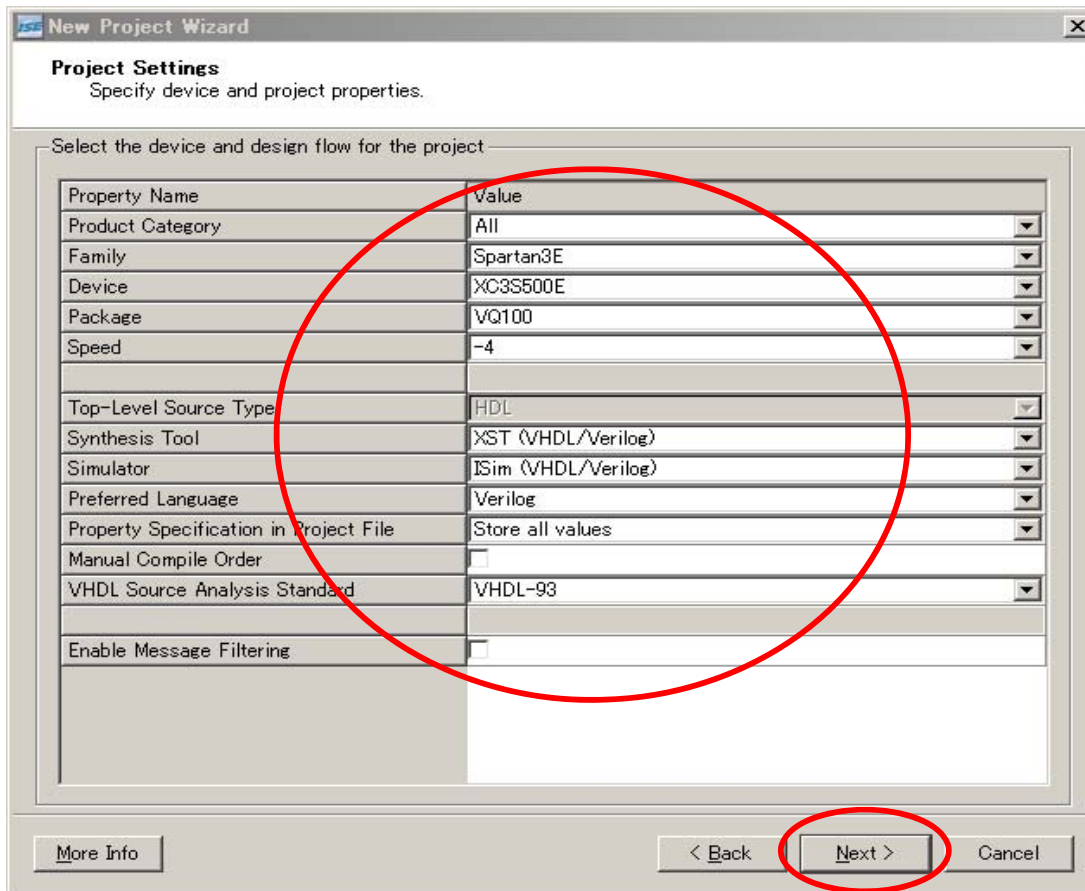 ISE New Project Wizard
Project Settings
Specify device and project properties.
Select the device and design flow for the project
Property Name Value
Product Category All
Family Spartan3E
Device XC3S500E
Package VQ100
Speed -4
Top-Level Source Type HDL
Synthesis Tool XST (VHDL/Verilog)
Simulator ISim (VHDL/Verilog)
Preferred Language Verilog
Property Specification in Project File Store all values
Manual Compile Order
VHDL Source Analysis Standard VHDL-93
Enable Message Filtering
More Info < Back Next > Cancel